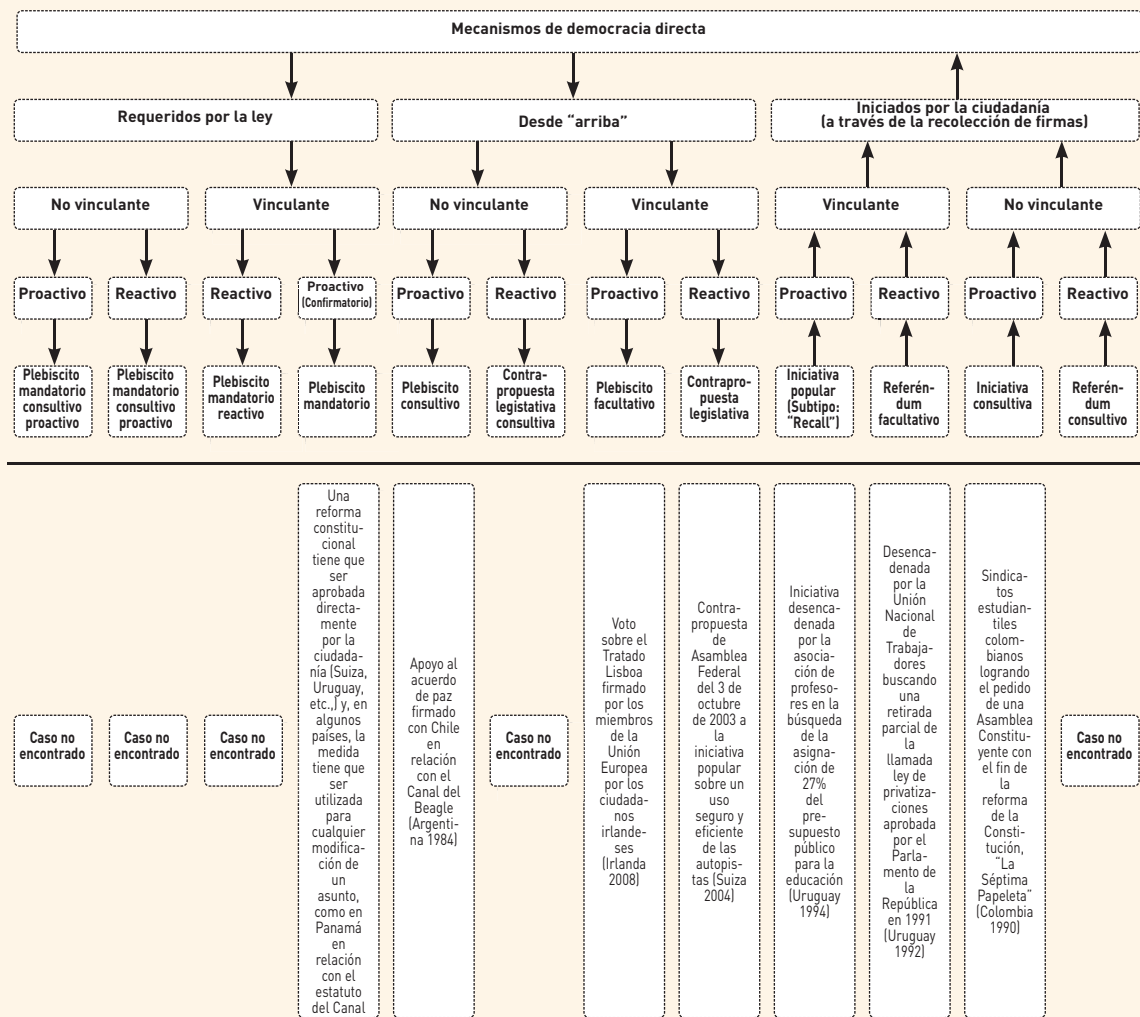 Mecanismos de democracia directa
Requeridos por la ley
Desde “arriba”
Iniciados por la ciudadanía
(a través de la recolección de firmas)
No vinculante
Vinculante
No vinculante
Vinculante
Vinculante
No vinculante
Proactivo
Reactivo
Reactivo
Proactivo
(Confirmatorio)
Proactivo
Reactivo
Proactivo
Reactivo
Proactivo
Reactivo
Proactivo
Reactivo
Plebiscito
mandatorio
consultivo
proactivo
Plebiscito
mandatorio
consultivo
proactivo
Plebiscito
mandatorio
reactivo
Plebiscito
mandatorio
Plebiscito
consultivo
Contra-
propuesta
legistativa
consultiva
Plebiscito
facultativo
Contrapro-
puesta
legislativa
Iniciativa
popular
(Subtipo:
“Recall”)
Referén-
dum
facultativo
Iniciativa
consultiva
Referén-
dum
consultivo
Caso no
encontrado
Caso no
encontrado
Caso no
encontrado
Una
reforma
constitu-
cional
tiene que
ser
aprobada
directa-
mente
por la
ciudada-
nía (Suiza,
Uruguay,
etc.,) y, en
algunos
países, la
medida
tiene que
ser
utilizada
para
cualquier
modifica-
ción de
un
asunto,
como en
Panamá
en
relación
con el
estatuto
del Canal
Apoyo al
acuerdo
de paz
firmado
con Chile
en
relación
con el
Canal del
Beagle
(Argenti-
na 1984)
Caso no
encontrado
Voto
sobre el
Tratado
Lisboa
firmado
por los
miembros
de la
Unión
Europea
por los
ciudada-
nos
irlande-
ses
(Irlanda
2008)
Contra-
propuesta
de
Asamblea
Federal
del 3 de
octubre
de 2003 a
la
iniciativa
popular
sobre un
uso
seguro y
eficiente
de las
autopis-
tas (Suiza
2004)
Iniciativa
desenca-
denada
por la
asocia-
ción de
profeso-
res en la
búsqueda
de la
asigna-
ción de
27%
del
pre-
supuesto
público
para la
educación
(Uruguay
1994)
Desenca-
denada
por la
Unión
Nacional
de
Trabaja-
dores
buscando
una
retirada
parcial de
la
llamada
ley de
privatiza-
ciones
aprobada
por el
Parla-
mento de
la
República
en 1991
(Uruguay
1992)
Sindica-
tos
estudian-
tiles
colom-
bianos
logrando
el pedido
de una
Asamblea
Constitu-
yente con
el fin de
la
reforma
de la
Consti-
tución,
“La
Séptima
Papeleta”
(Colombia
1990)
Caso no
encontrado